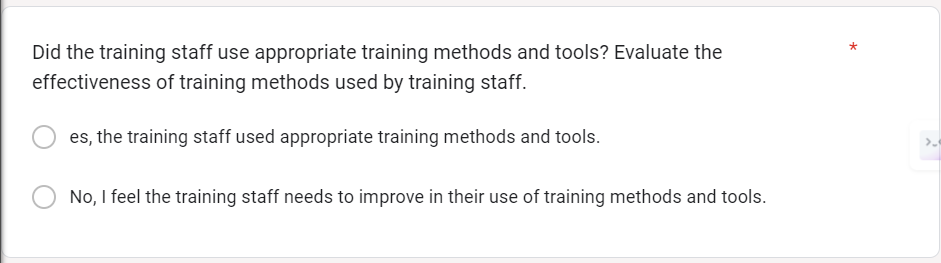 Did the training staff use appropriate training methods and tools? Evaluate the *
effectiveness of training methods used by training staff.
es, the training staff used appropriate training methods and tools.
No, I feel the training staff needs to improve in their use of training methods and tools.